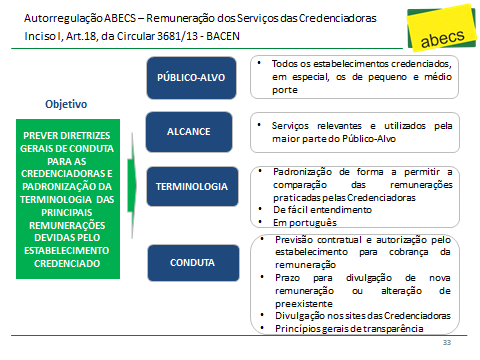 Autorregulação ABECS – Remuneração dos Serviços das Credenciadoras
Inciso I, Art.18, da Circular 3681/13 - BACEN
abecs
Objetivo
PREVER DIRETRIZES
GERAIS DE CONDUTA
PARA AS
CREDENCIADORAS E
PADRONIZAÇÃO DA
TERMINOLOGIA DAS
PRINCIPAIS
REMUNERAÇÕES
DEVIDAS PELO
ESTABELECIMENTO
CREDENCIADO
PÚBLICO-ALVO
• Todos os estabelecimentos credenciados,
em especial, os de pequeno e médio
porte
ALCANCE
• Serviços relevantes e utilizados pela
maior parte do Público-Alvo
TERMINOLOGIA
• Padronização de forma a permitir a
comparação das remunerações
praticadas pelas Credenciadoras
• De fácil entendimento
• Em português
CONDUTA
• Previsão contratual e autorização pelo
estabelecimento para cobrança da
remuneração
• Prazo para divulgação de nova
remuneração ou alteração de
preexistente
• Divulgação nos sites das Credenciadoras
• Princípios gerais de transparência
33